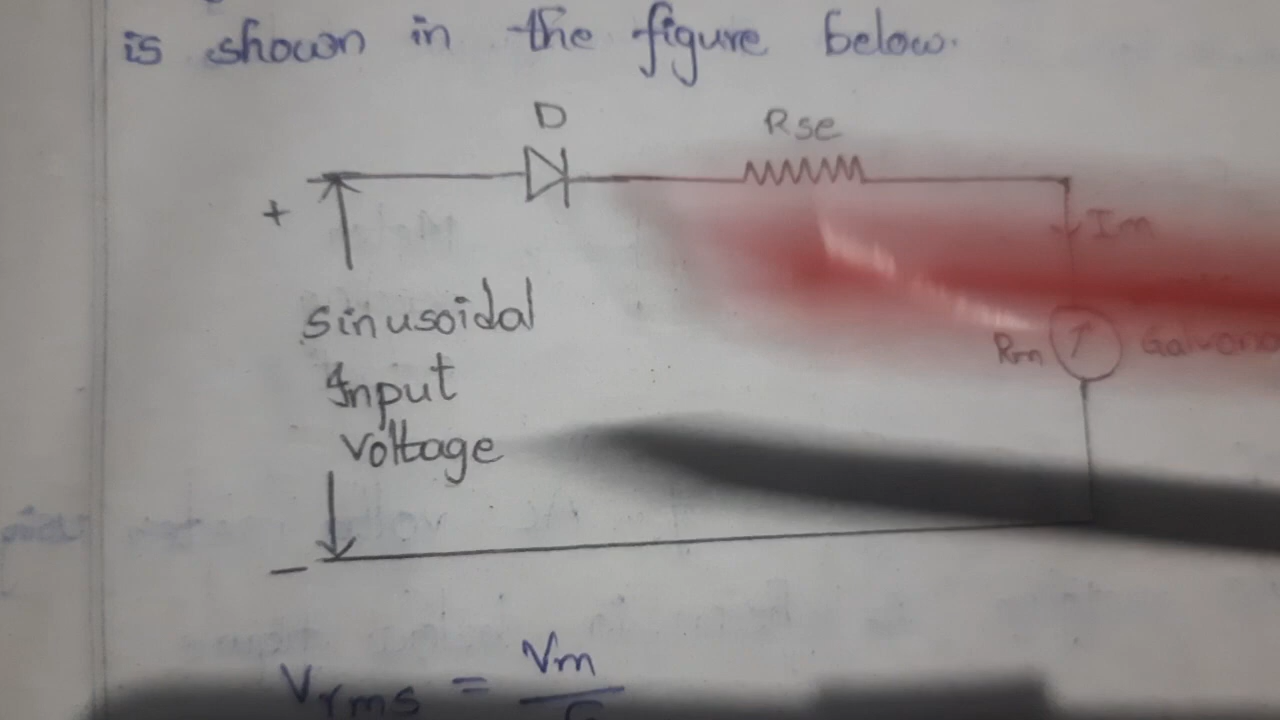 is shown in the figure below.
D
Rse
+
Im
sinusoidal
Input
voltage
Rm
-
Vrms = Vm